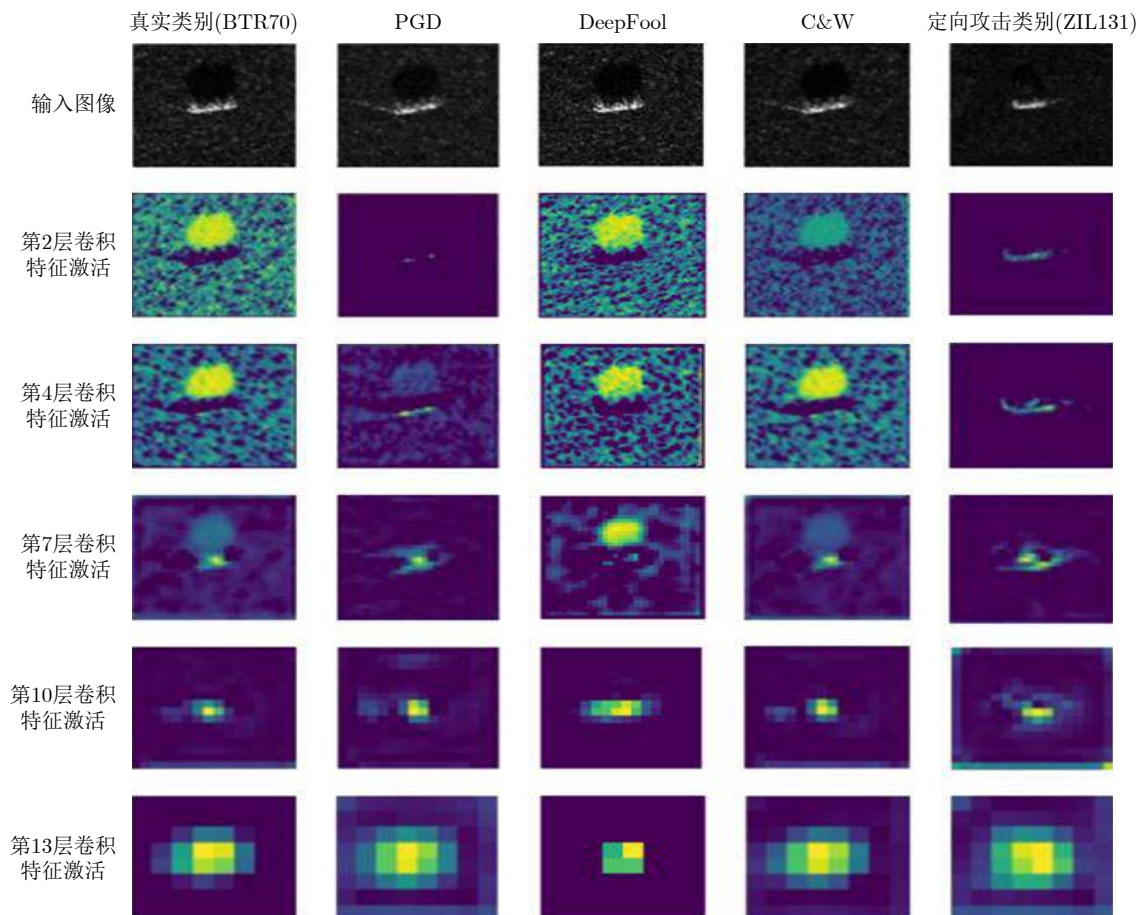 真实类别(BTR70)
PGD
DeepFool
C&W
定向攻击类别(ZIL131)
输入图像
第2层卷积
特征激活
第4层卷积
特征激活
第7层卷积
特征激活
第10层卷积
特征激活
第13层卷积
特征激活